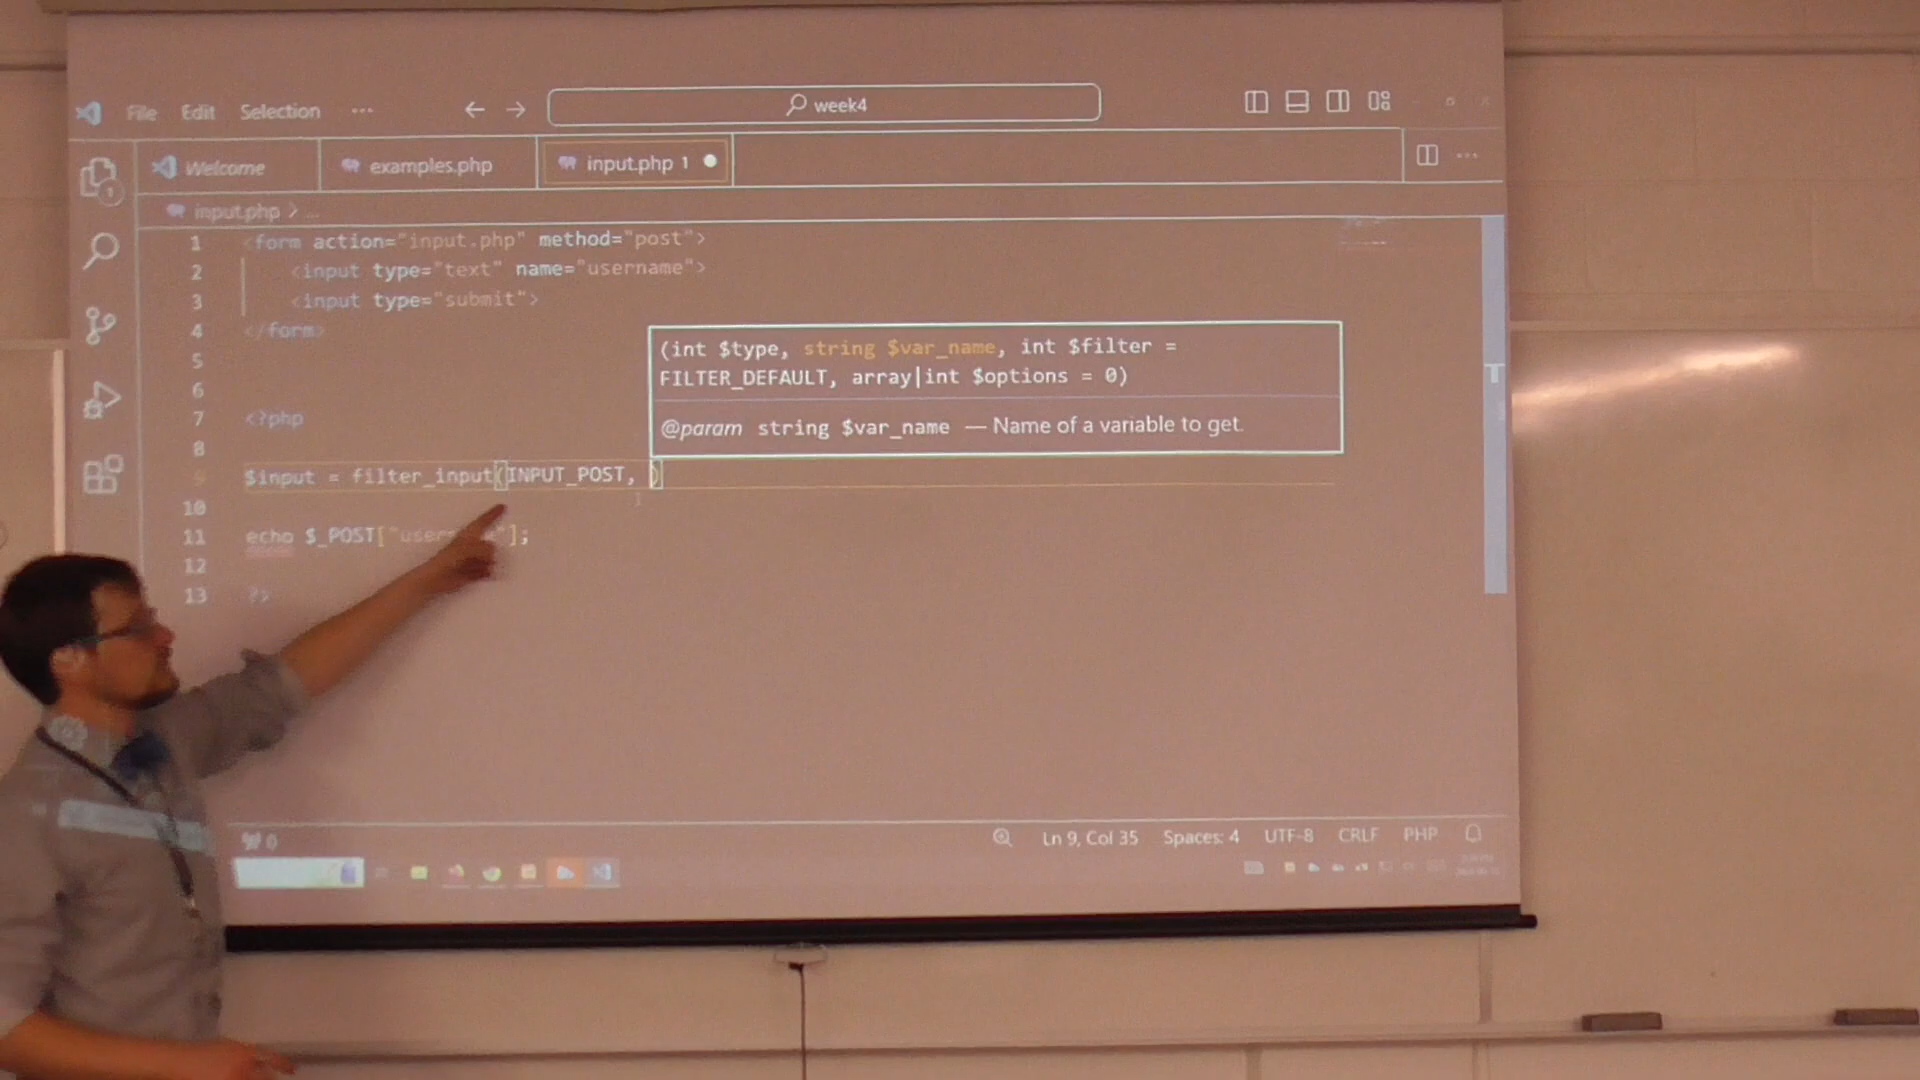 File Edit Selection ...
week4
Welcome examples.php input.php 1
input.php > ...
1 <form action="input.php" method="post">
2 <input type="text" name="username">
3 <input type="submit">
4 </form>
5
6
7 <?php
8
9 $input = filter_input(INPUT_POST, )
10
11 echo $_POST["user"];
12
13 ?>
(int $type, string $var_name, int $filter =
FILTER_DEFAULT, array|int $options = 0)
@param string $var_name — Name of a variable to get.
0 Ln 9, Col 35 Spaces: 4 UTF-8 CRLF PHP